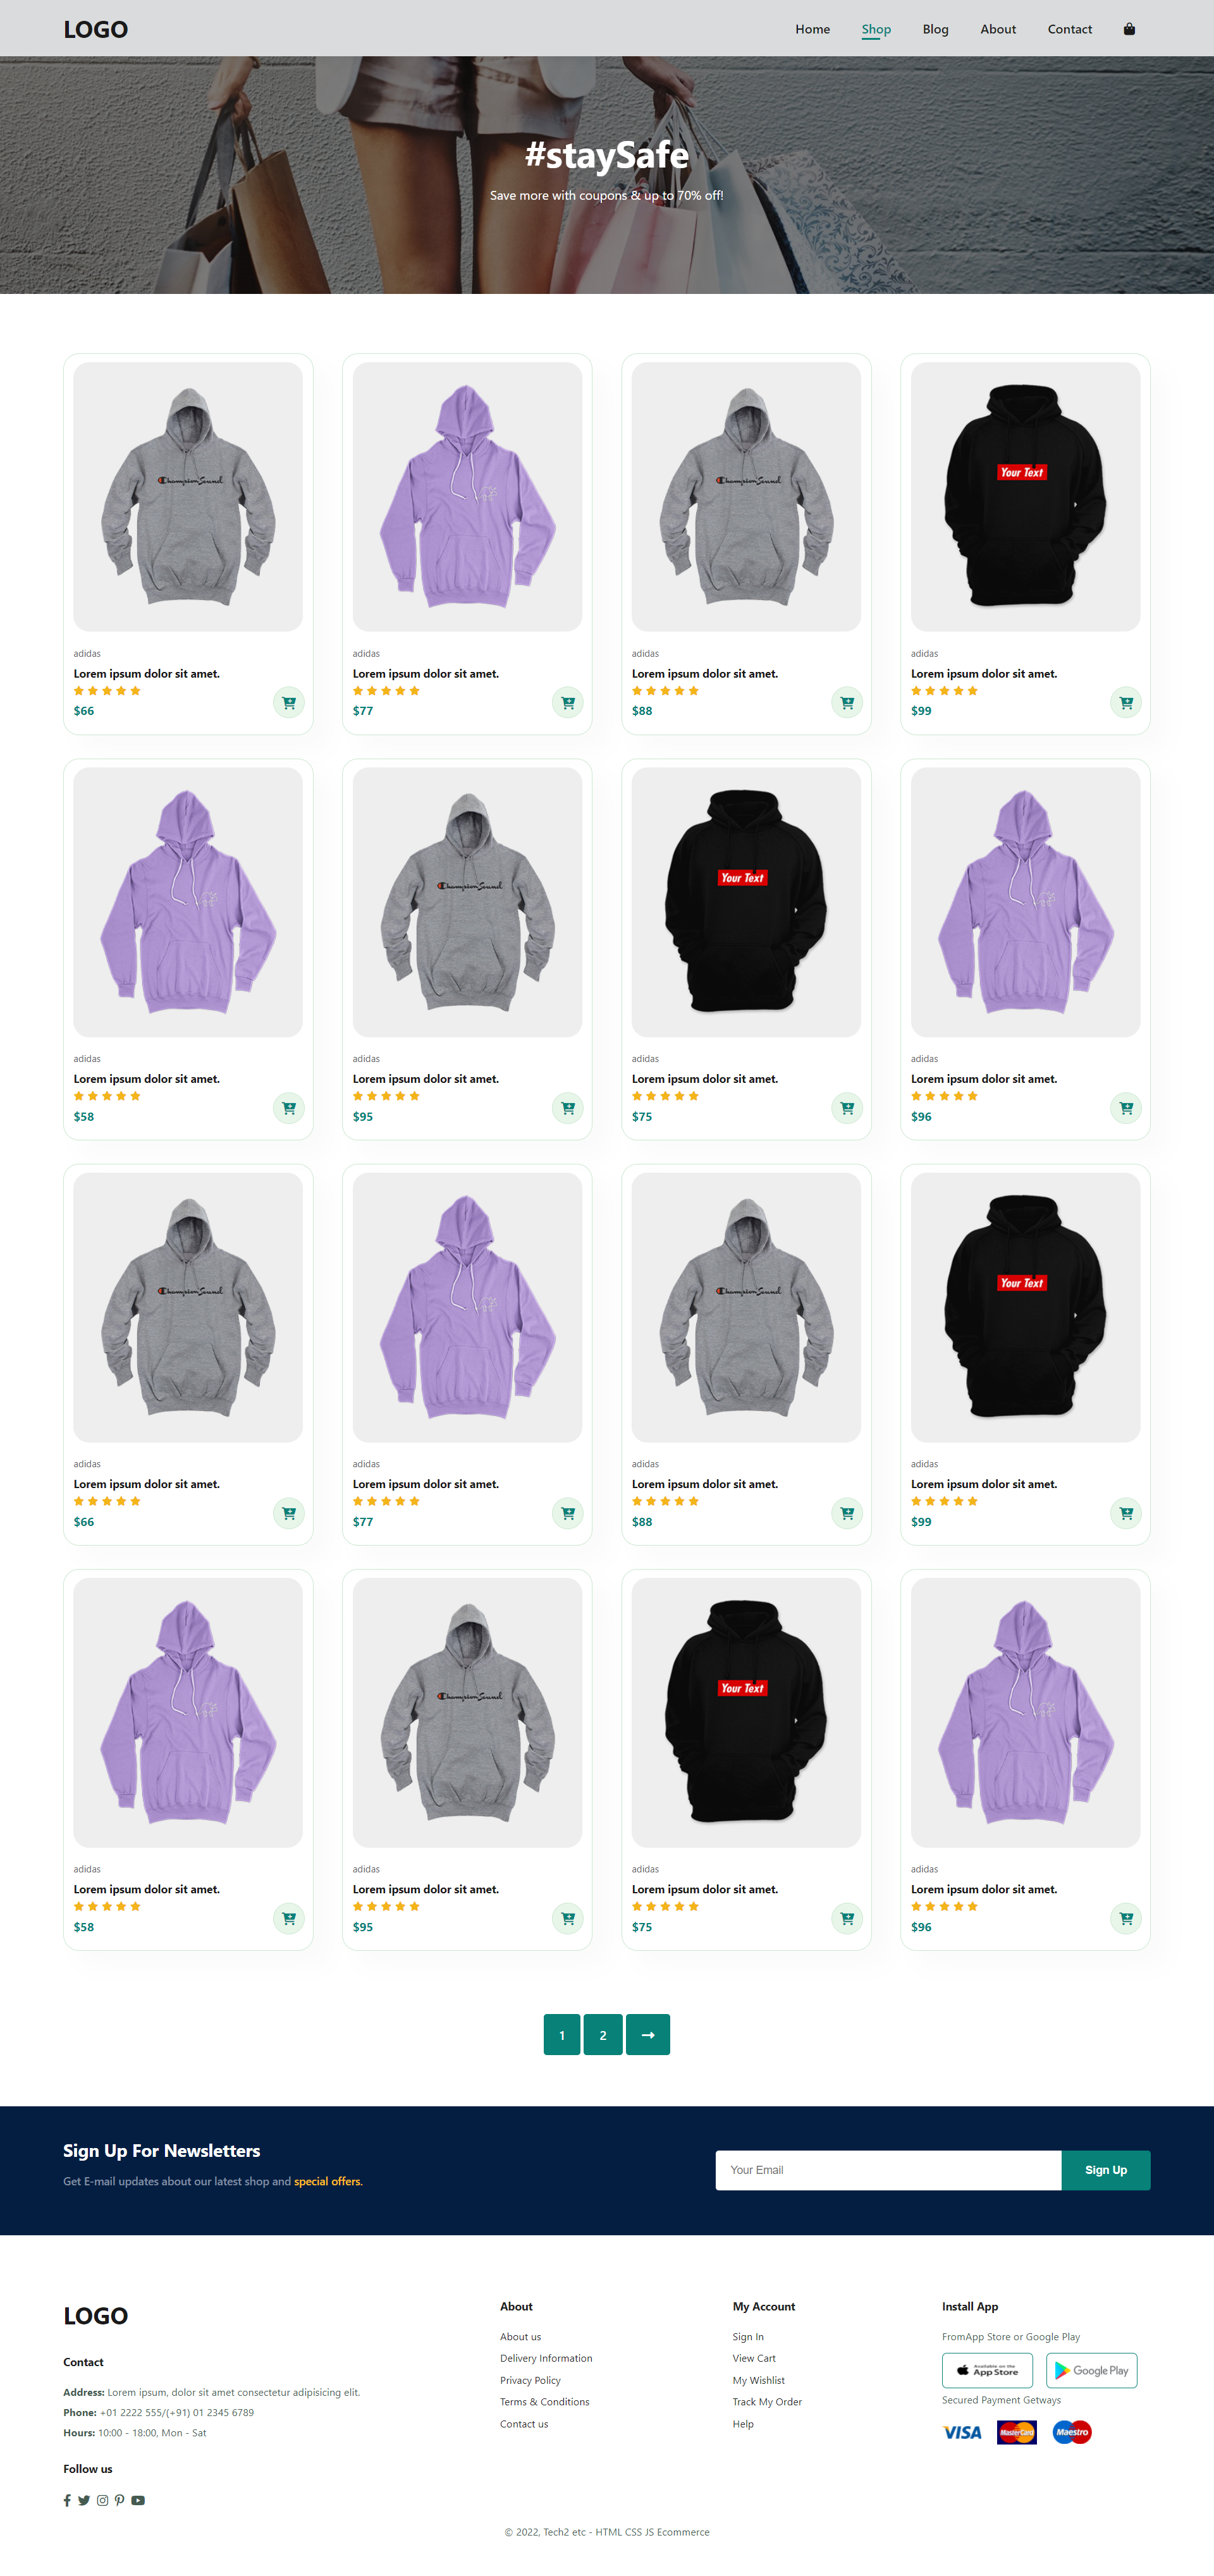 LOGO
Home Shop Blog About Contact
#staySafe
Save more with coupons & up to 70% off!
Champion Sound
Champion Sound
Your Text
adidas adidas adidas adidas
Lorem ipsum dolor sit amet. Lorem ipsum dolor sit amet. Lorem ipsum dolor sit amet. Lorem ipsum dolor sit amet.
$66 $77 $88 $99
Champion Sound
Your Text
adidas adidas adidas adidas
Lorem ipsum dolor sit amet. Lorem ipsum dolor sit amet. Lorem ipsum dolor sit amet. Lorem ipsum dolor sit amet.
$58 $95 $75 $96
Champion Sound
Champion Sound
Your Text
adidas adidas adidas adidas
Lorem ipsum dolor sit amet. Lorem ipsum dolor sit amet. Lorem ipsum dolor sit amet. Lorem ipsum dolor sit amet.
$66 $77 $88 $99
Champion Sound
Your Text
adidas adidas adidas adidas
Lorem ipsum dolor sit amet. Lorem ipsum dolor sit amet. Lorem ipsum dolor sit amet. Lorem ipsum dolor sit amet.
$58 $95 $75 $96
1 2
Sign Up For Newsletters
Get E-mail updates about our latest shop and special offers.
Your Email
Sign Up
LOGO
Contact
Address: Lorem ipsum, dolor sit amet consectetur adipisicing elit.
Phone: +01 2222 555/(+91) 01 2345 6789
Hours: 10:00 - 18:00, Mon - Sat
Follow us
About
About us
Delivery Information
Privacy Policy
Terms & Conditions
Contact us
My Account
Sign In
View Cart
My Wishlist
Track My Order
Help
Install App
FromApp Store or Google Play
Available on the
App Store
Google Play
Secured Payment Getways
VISA
MasterCard
Maestro
© 2022, Tech2 etc - HTML CSS JS Ecommerce